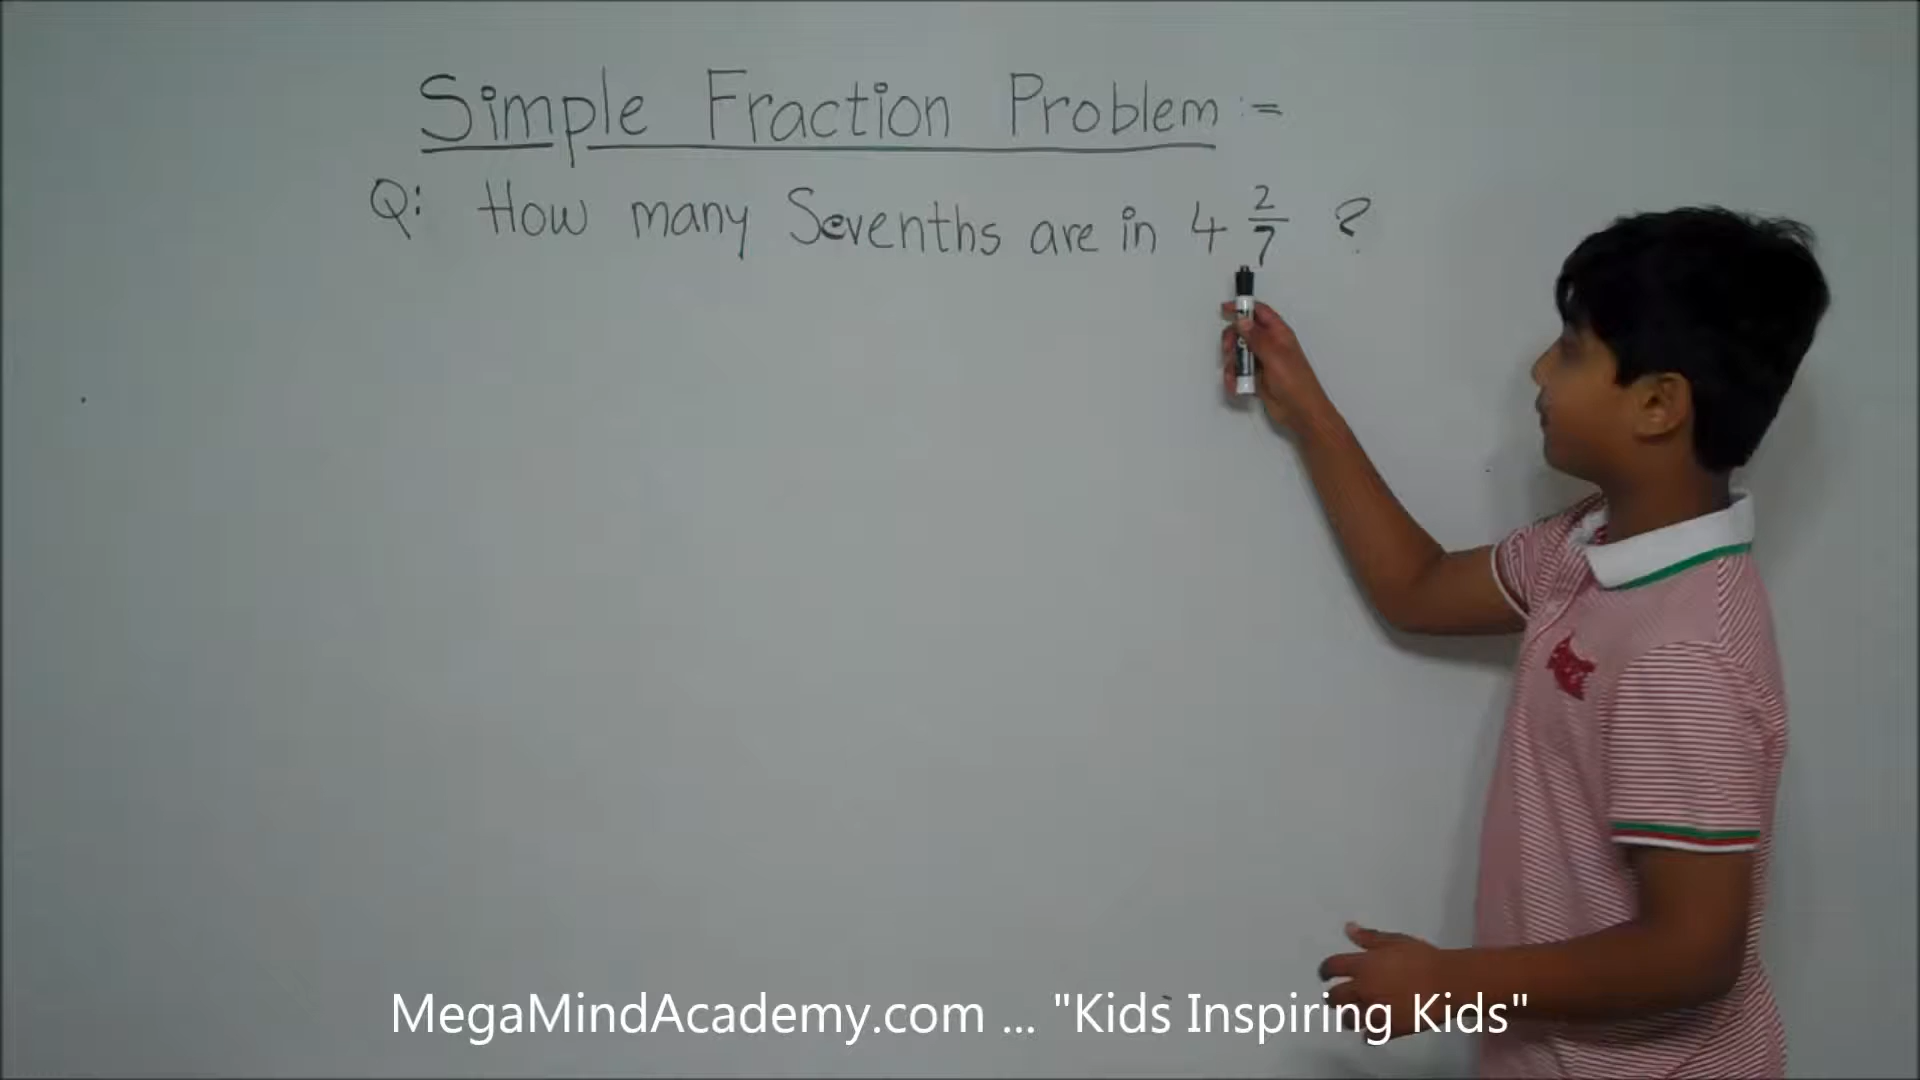 Simple Fraction Problem :-
Q: How many Sevenths are in 4 2/7 ?
MegaMindAcademy.com ... "Kids Inspiring Kids"